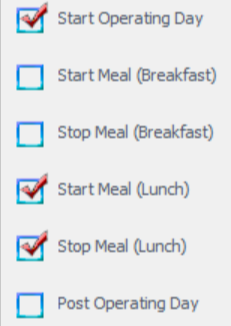 Start Operating Day
Start Meal (Breakfast)
Stop Meal (Breakfast)
Start Meal (Lunch)
Stop Meal (Lunch)
Post Operating Day